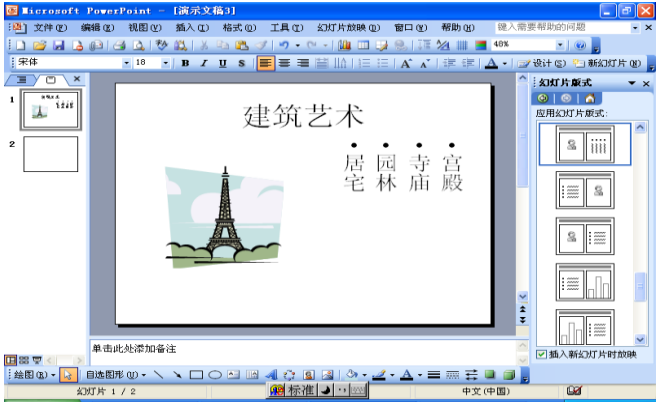 Microsoft PowerPoint - [演示文稿3]
文件(F) 编辑(E) 视图(V) 插入(I) 格式(O) 工具(T) 幻灯片放映(D) 窗口(W) 帮助(H) 键入需要帮助的问题
48%
宋体 18 B I U S A A A 设计(S) 新幻灯片(N)
幻灯片版式
应用幻灯片版式:
1
2
建筑艺术
宫殿
寺庙
园林
居宅
单击此处添加备注
插入新幻灯片时放映
绘图(R) 自选图形(U) A
幻灯片 1 / 2 标准 中文(中国)